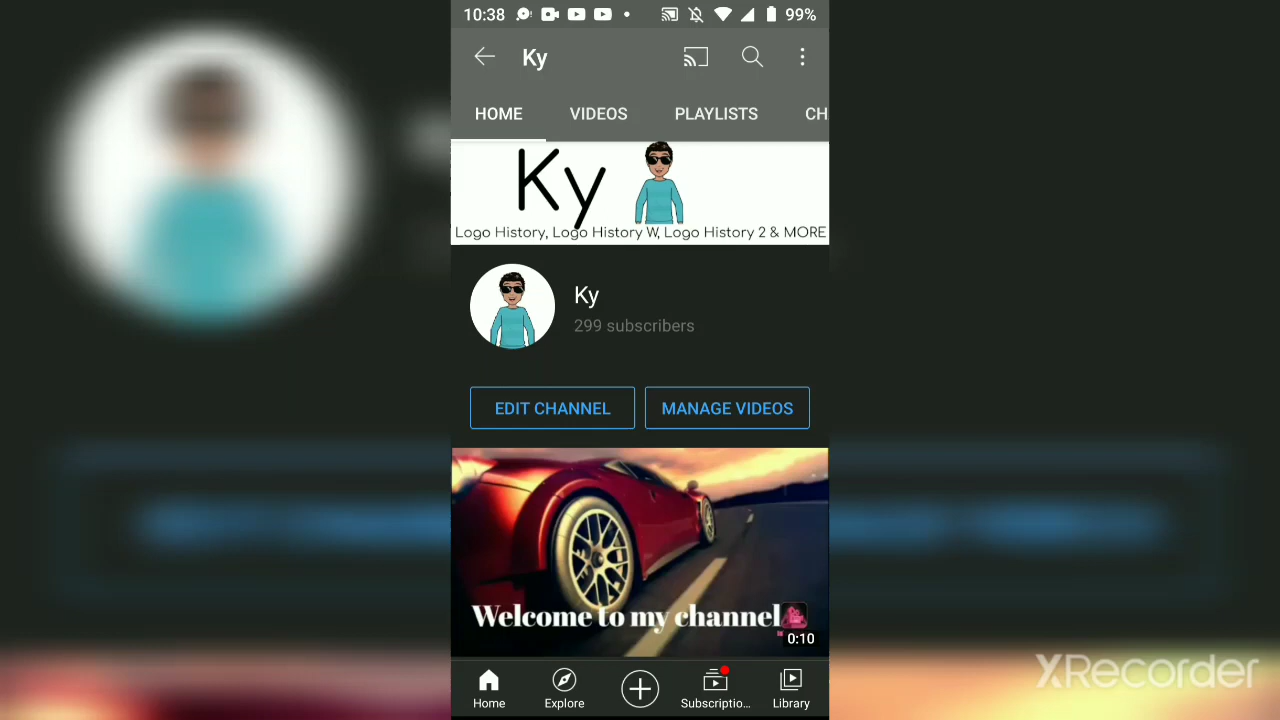 10:38 99%
Ky
HOME VIDEOS PLAYLISTS CH
Ky
Logo History, Logo History W, Logo History 2 & MORE
Ky
299 subscribers
EDIT CHANNEL MANAGE VIDEOS
Welcome to my channel
0:10
Home Explore Subscriptio... Library
XRecorder